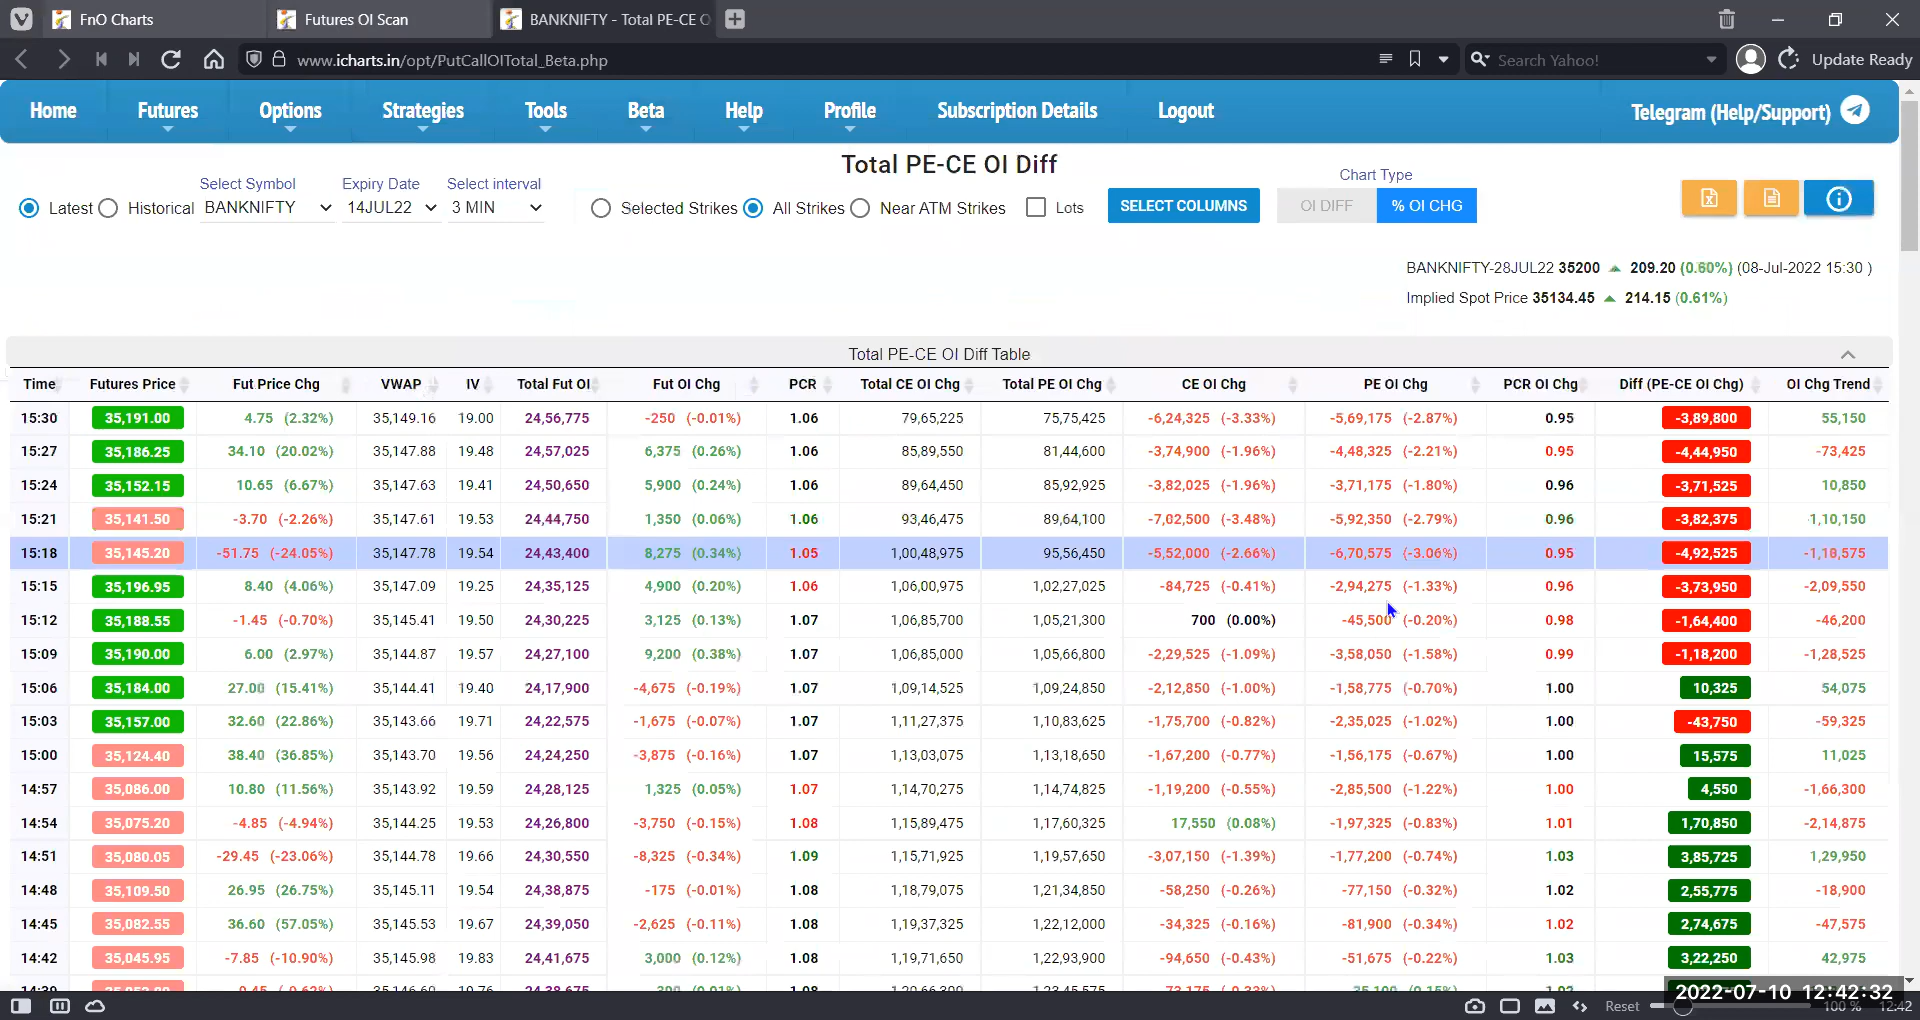 FnO Charts
Futures OI Scan
BANKNIFTY - Total PE-CE O
www.icharts.in/opt/PutCallOITotal_Beta.php
Search Yahoo!
Update Ready
Home Futures Options Strategies Tools Beta Help Profile Subscription Details Logout Telegram (Help/Support)
Total PE-CE OI Diff
Select Symbol Expiry Date Select interval Chart Type
Latest Historical BANKNIFTY 14JUL22 3 MIN Selected Strikes All Strikes Near ATM Strikes Lots SELECT COLUMNS OI DIFF % OI CHG
BANKNIFTY-28JUL22 35200 209.20 (0.60%) (08-Jul-2022 15:30 )
Implied Spot Price 35134.45 214.15 (0.61%)
Total PE-CE OI Diff Table
Time Futures Price Fut Price Chg VWAP IV Total Fut OI Fut OI Chg PCR Total CE OI Chg Total PE OI Chg CE OI Chg PE OI Chg PCR OI Chg Diff (PE-CE OI Chg) OI Chg Trend
15:30 35,191.00 4.75 (2.32%) 35,149.16 19.00 24,56,775 -250 (-0.01%) 1.06 79,65,225 75,75,425 -6,24,325 (-3.33%) -5,69,175 (-2.87%) 0.95 -3,89,800 55,150
15:27 35,186.25 34.10 (20.02%) 35,147.88 19.48 24,57,025 6,375 (0.26%) 1.06 85,89,550 81,44,600 -3,74,900 (-1.96%) -4,48,325 (-2.21%) 0.95 -4,44,950 -73,425
15:24 35,152.15 10.65 (6.67%) 35,147.63 19.41 24,50,650 5,900 (0.24%) 1.06 89,64,450 85,92,925 -3,82,025 (-1.96%) -3,71,175 (-1.80%) 0.96 -3,71,525 10,850
15:21 35,141.50 -3.70 (-2.26%) 35,147.61 19.53 24,44,750 1,350 (0.06%) 1.06 93,46,475 89,64,100 -7,02,500 (-3.48%) -5,92,350 (-2.79%) 0.96 -3,82,375 1,10,150
15:18 35,145.20 -51.75 (-24.05%) 35,147.78 19.54 24,43,400 8,275 (0.34%) 1.05 1,00,48,975 95,56,450 -5,52,000 (-2.66%) -6,70,575 (-3.06%) 0.95 -4,92,525 -1,18,575
15:15 35,196.95 8.40 (4.06%) 35,147.09 19.25 24,35,125 4,900 (0.20%) 1.06 1,06,00,975 1,02,27,025 -84,725 (-0.41%) -2,94,275 (-1.33%) 0.96 -3,73,950 -2,09,550
15:12 35,188.55 -1.45 (-0.70%) 35,145.41 19.50 24,30,225 3,125 (0.13%) 1.07 1,06,85,700 1,05,21,300 700 (0.00%) -45,500 (-0.20%) 0.98 -1,64,400 -46,200
15:09 35,190.00 6.00 (2.97%) 35,144.87 19.57 24,27,100 9,200 (0.38%) 1.07 1,06,85,000 1,05,66,800 -2,29,525 (-1.09%) -3,58,050 (-1.58%) 0.99 -1,18,200 -1,28,525
15:06 35,184.00 27.00 (15.41%) 35,144.41 19.40 24,17,900 -4,675 (-0.19%) 1.07 1,09,14,525 1,09,24,850 -2,12,850 (-1.00%) -1,58,775 (-0.70%) 1.00 10,325 54,075
15:03 35,157.00 32.60 (22.86%) 35,143.66 19.71 24,22,575 -1,675 (-0.07%) 1.07 1,11,27,375 1,10,83,625 -1,75,700 (-0.82%) -2,35,025 (-1.02%) 1.00 -43,750 -59,325
15:00 35,124.40 38.40 (36.85%) 35,143.70 19.56 24,24,250 -3,875 (-0.16%) 1.07 1,13,03,075 1,13,18,650 -1,67,200 (-0.77%) -1,56,175 (-0.67%) 1.00 15,575 11,025
14:57 35,086.00 10.80 (11.56%) 35,143.92 19.59 24,28,125 1,325 (0.05%) 1.07 1,14,70,275 1,14,74,825 -1,19,200 (-0.55%) -2,85,500 (-1.22%) 1.00 4,550 -1,66,300
14:54 35,075.20 -4.85 (-4.94%) 35,144.25 19.53 24,26,800 -3,750 (-0.15%) 1.08 1,15,89,475 1,17,60,325 17,550 (0.08%) -1,97,325 (-0.83%) 1.01 1,70,850 -2,14,875
14:51 35,080.05 -29.45 (-23.06%) 35,144.78 19.66 24,30,550 -8,325 (-0.34%) 1.09 1,15,71,925 1,19,57,650 -3,07,150 (-1.39%) -1,77,200 (-0.74%) 1.03 3,85,725 1,29,950
14:48 35,109.50 26.95 (26.75%) 35,145.11 19.54 24,38,875 -175 (-0.01%) 1.08 1,18,79,075 1,21,34,850 -58,250 (-0.26%) -77,150 (-0.32%) 1.02 2,55,775 -18,900
14:45 35,082.55 36.60 (57.05%) 35,145.53 19.67 24,39,050 -2,625 (-0.11%) 1.08 1,19,37,325 1,22,12,000 -34,325 (-0.16%) -81,900 (-0.34%) 1.02 2,74,675 -47,575
14:42 35,045.95 -7.85 (-10.90%) 35,145.98 19.83 24,41,675 3,000 (0.12%) 1.08 1,19,71,650 1,22,93,900 -94,650 (-0.43%) -51,675 (-0.22%) 1.03 3,22,250 42,975
2022-07-10 12:42:32
Reset 100 % 12:42